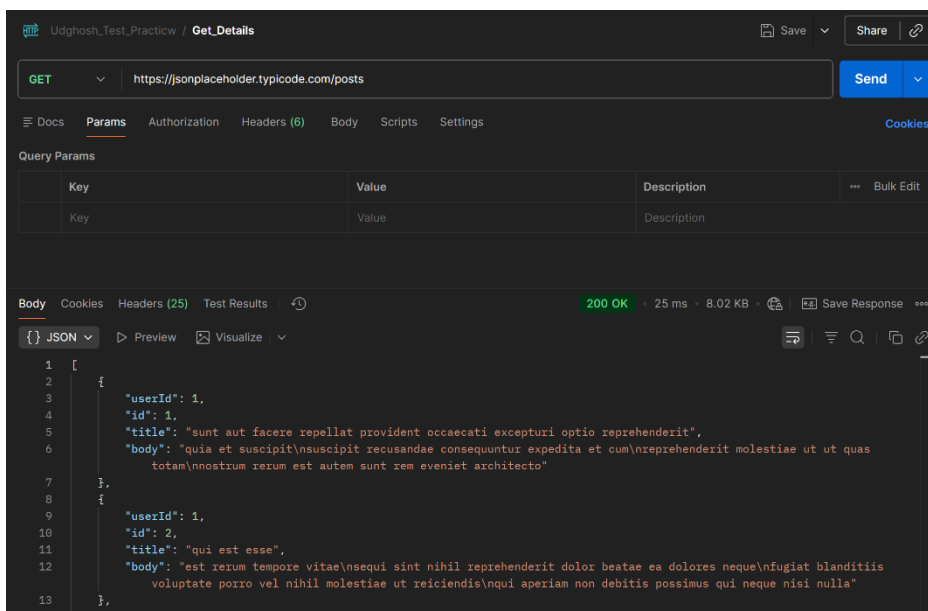 HTTP Udghosh_Test_Practicw / Get_Details Save Share
GET https://jsonplaceholder.typicode.com/posts Send
Docs Params Authorization Headers (6) Body Scripts Settings Cookies
Query Params
Key Value Description Bulk Edit
Key Value Description
Body Cookies Headers (25) Test Results 200 OK 25 ms 8.02 KB e.g. Save Response
{} JSON Preview Visualize
1 [
2 {
3 "userId": 1,
4 "id": 1,
5 "title": "sunt aut facere repellat provident occaecati excepturi optio reprehenderit",
6 "body": "quia et suscipit\nsuscipit recusandae consequuntur expedita et cum\nreprehenderit molestiae ut ut quas
totam\nnostrum rerum est autem sunt rem eveniet architecto"
7 },
8 {
9 "userId": 1,
10 "id": 2,
11 "title": "qui est esse",
12 "body": "est rerum tempore vitae\nsequi sint nihil reprehenderit dolor beatae ea dolores neque\nfugiat blanditiis
voluptate porro vel nihil molestiae ut reiciendis\nqui aperiam non debitis possimus qui neque nisi nulla"
13 },